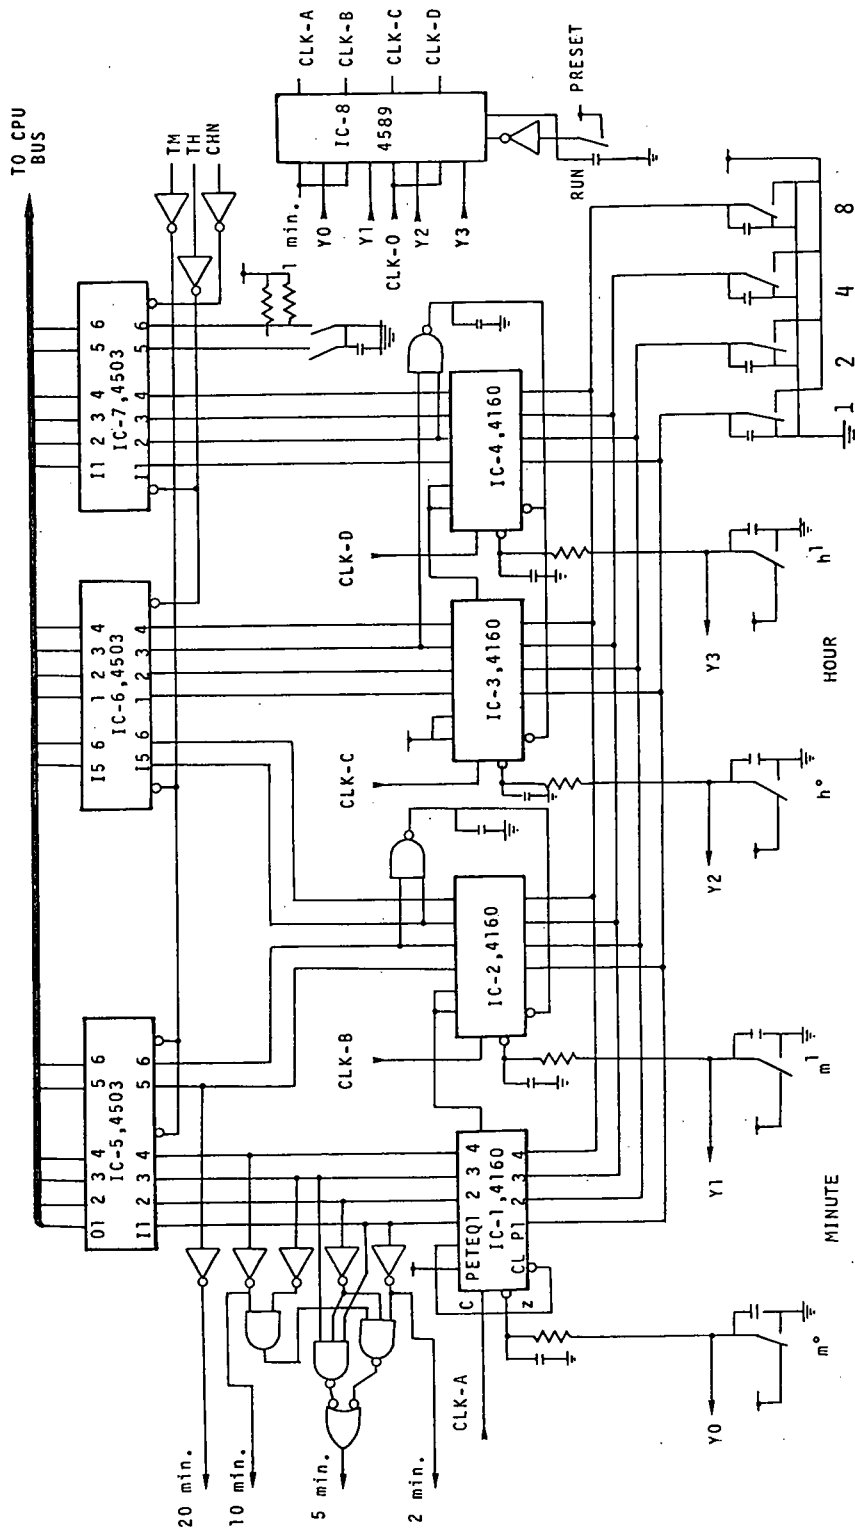 TO CPU
BUS
TM
TH
CHN
O1 2 3 4 5 6
IC-5,4503
I1 2 3 4 5 6
I5 6 1 2 3 4
IC-6,4503
I5 6 1 2 3 4
I1 2 3 4 5 6
IC-7,4503
I1 2 3 4 5 6
1 min.
Y0
Y1
CLK-0
Y2
Y3
IC-8
4589
CLK-A
CLK-B
CLK-C
CLK-D
RUN
PRESET
20 min.
10 min.
5 min.
2 min.
CLK-A
CLK-B
CLK-C
CLK-D
C
PETEQ1 2 3 4
IC-1,4160
CL P1 2 3 4
Z
IC-2,4160
IC-3,4160
IC-4,4160
Y0
Y1
Y2
Y3
m°
m¹
h°
h¹
1 2 4 8
MINUTE
HOUR